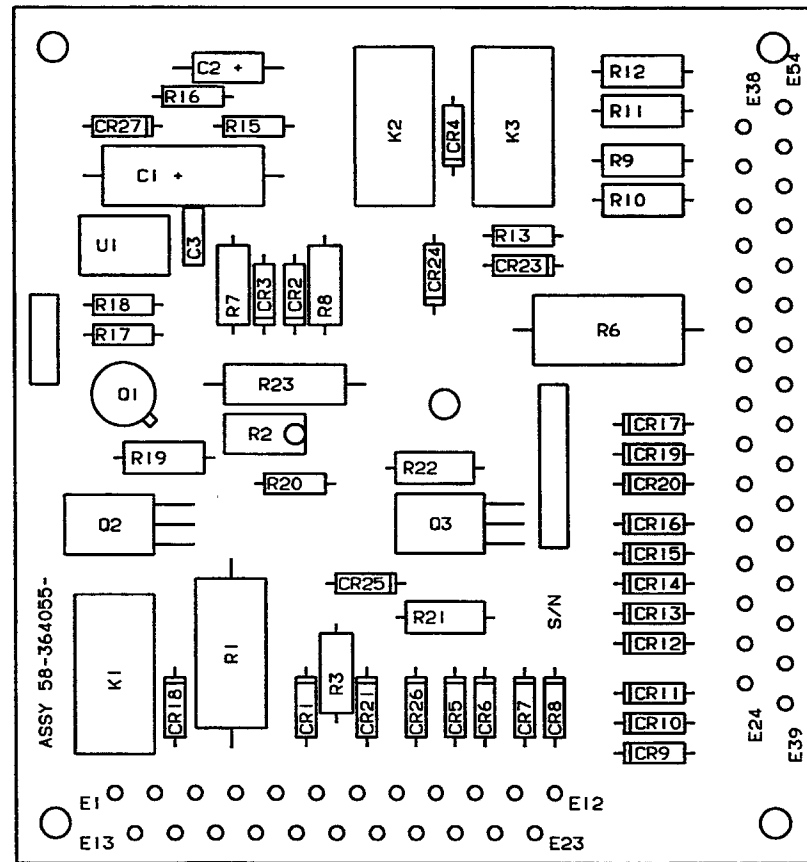 C2 +
R16
CR27
R15
C1 +
U1
C3
K2
CR4
K3
R12
R11
R9
R10
E38
E54
R13
CR23
CR24
R7
CR3
CR2
R8
R18
R17
R6
Q1
R23
R2
R19
R20
R22
Q2
Q3
CR17
CR19
CR20
CR16
CR15
CR14
CR13
CR12
CR11
CR10
CR9
CR25
R21
S/N
ASSY 58-364055-
K1
CR18
R1
CR1
R3
CR21
CR26
CR5
CR6
CR7
CR8
E24
E39
E1
E12
E13
E23